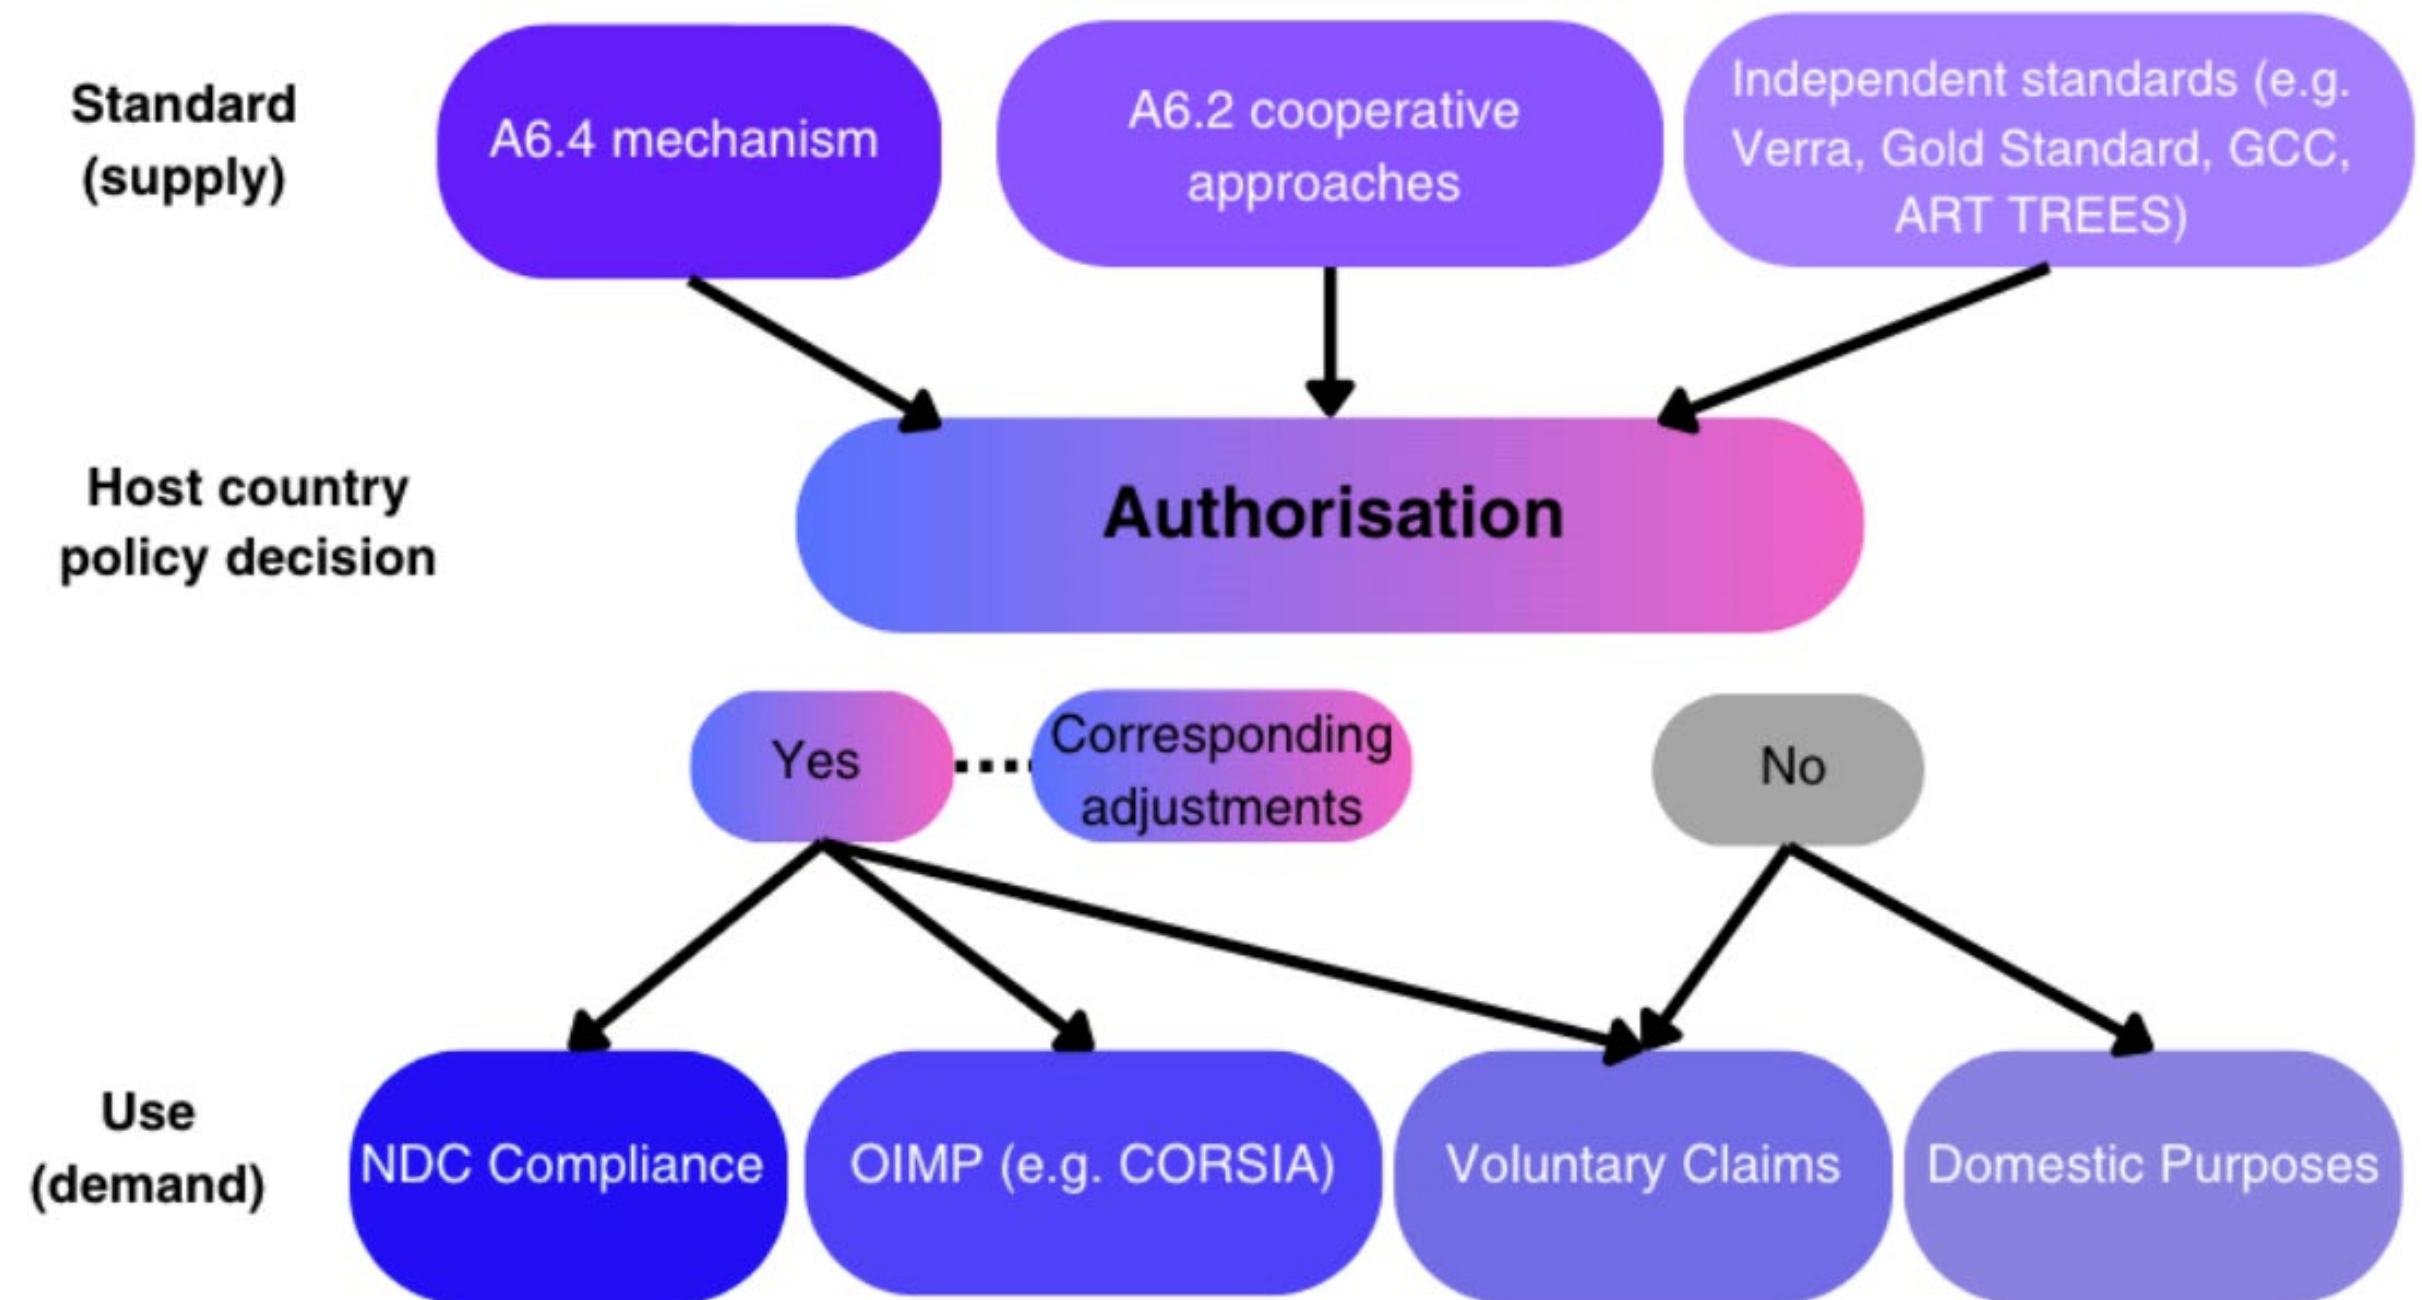 Standard
(supply)
A6.4 mechanism
A6.2 cooperative
approaches
Independent standards (e.g.
Verra, Gold Standard, GCC,
ART TREES)
Host country
policy decision
Authorisation
Yes
Corresponding
adjustments
No
Use
(demand)
NDC Compliance
OIMP (e.g. CORSIA)
Voluntary Claims
Domestic Purposes